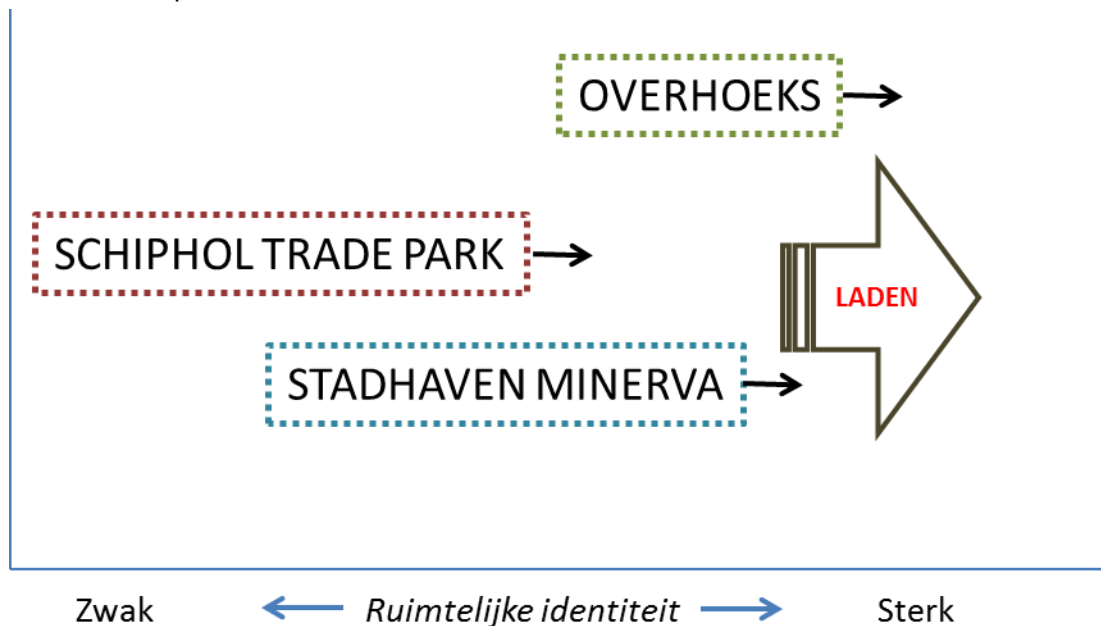 OVERHOEKS
SCHIPHOL TRADE PARK
LADEN
STADHAVEN MINERVA
Zwak Ruimtelijke identiteit Sterk